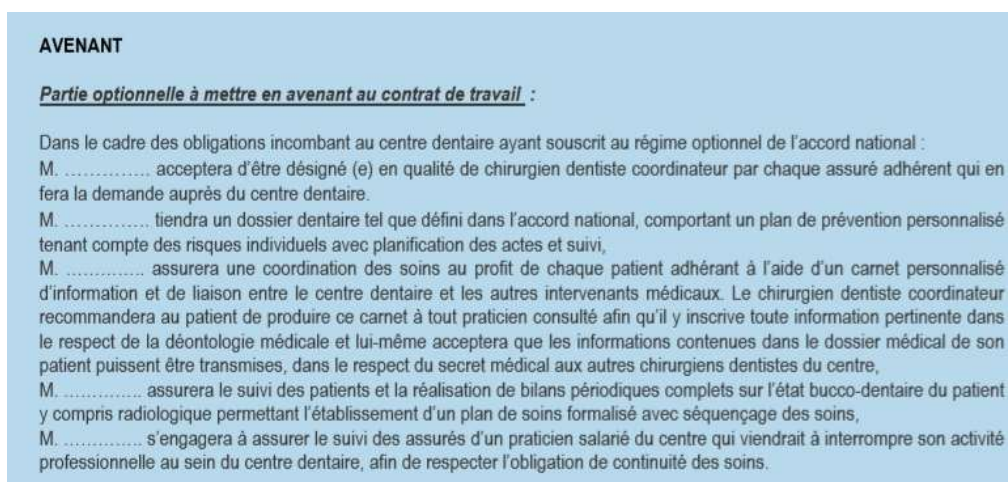 AVENANT
Partie optionnelle à mettre en avenant au contrat de travail :
Dans le cadre des obligations incombant au centre dentaire ayant souscrit au régime optionnel de l'accord national :
M. .............. acceptera d'être désigné (e) en qualité de chirurgien dentiste coordinateur par chaque assuré adhérent qui en
fera la demande auprès du centre dentaire.
M. .............. tiendra un dossier dentaire tel que défini dans l'accord national, comportant un plan de prévention personnalisé
tenant compte des risques individuels avec planification des actes et suivi,
M. .............. assurera une coordination des soins au profit de chaque patient adhérant à l'aide d'un carnet personnalisé
d'information et de liaison entre le centre dentaire et les autres intervenants médicaux. Le chirurgien dentiste coordinateur
recommandera au patient de produire ce carnet à tout praticien consulté afin qu'il y inscrive toute information pertinente dans
le respect de la déontologie médicale et lui-même acceptera que les informations contenues dans le dossier médical de son
patient puissent être transmises, dans le respect du secret médical aux autres chirurgiens dentistes du centre,
M. .............. assurera le suivi des patients et la réalisation de bilans périodiques complets sur l'état bucco-dentaire du patient
y compris radiologique permettant l'établissement d'un plan de soins formalisé avec séquençage des soins,
M. .............. s'engagera à assurer le suivi des assurés d'un praticien salarié du centre qui viendrait à interrompre son activité
professionnelle au sein du centre dentaire, afin de respecter l'obligation de continuité des soins.